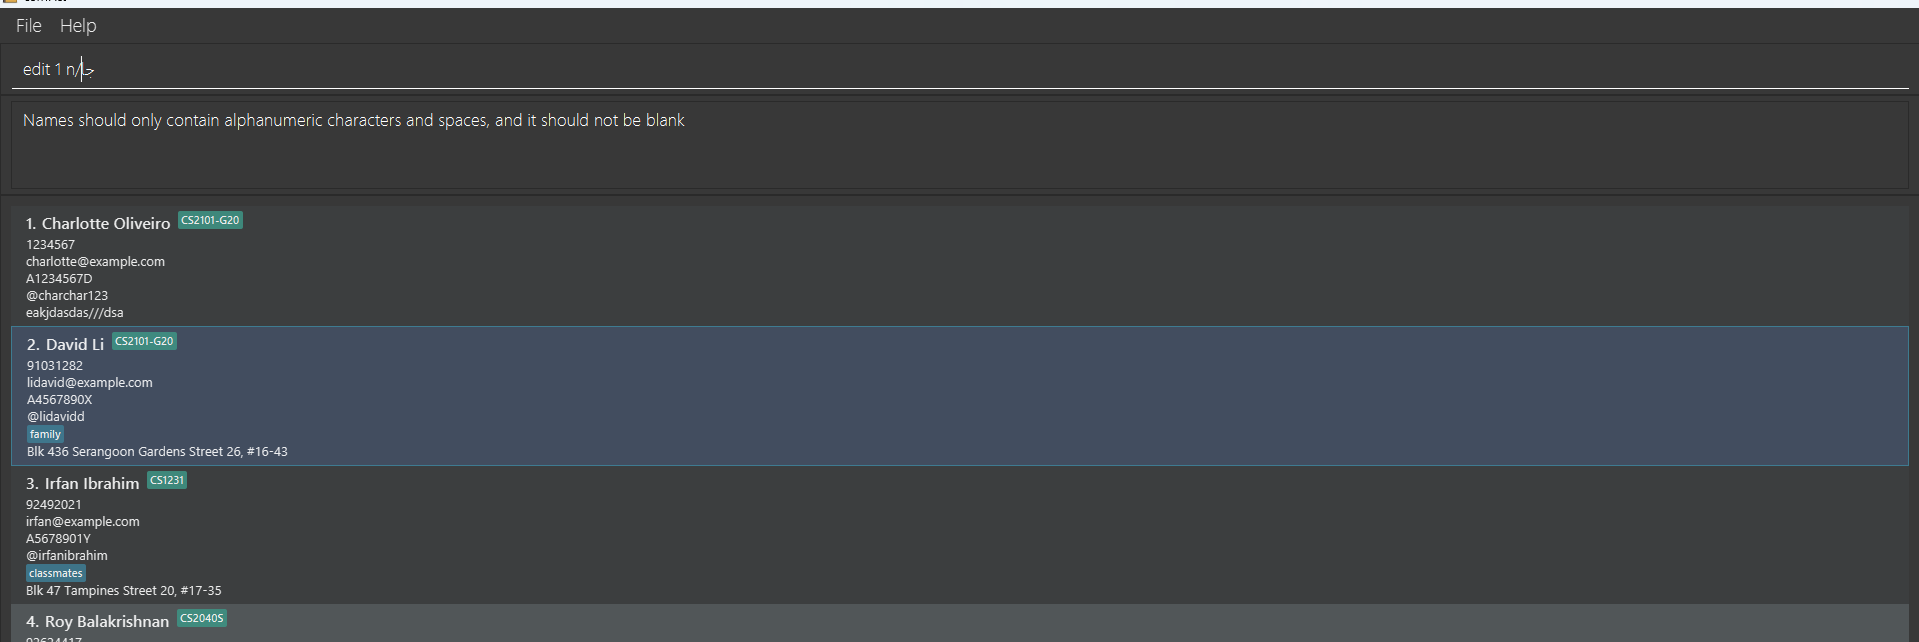 File Help
edit 1 n/
Names should only contain alphanumeric characters and spaces, and it should not be blank
1. Charlotte Oliveiro CS2101-G20
1234567
charlotte@example.com
A1234567D
@charchar123
eakjdasdas///dsa
2. David Li CS2101-G20
91031282
lidavid@example.com
A4567890X
@lidavidd
family
Blk 436 Serangoon Gardens Street 26, #16-43
3. Irfan Ibrahim CS1231
92492021
irfan@example.com
A5678901Y
@irfanibrahim
classmates
Blk 47 Tampines Street 20, #17-35
4. Roy Balakrishnan CS2040S